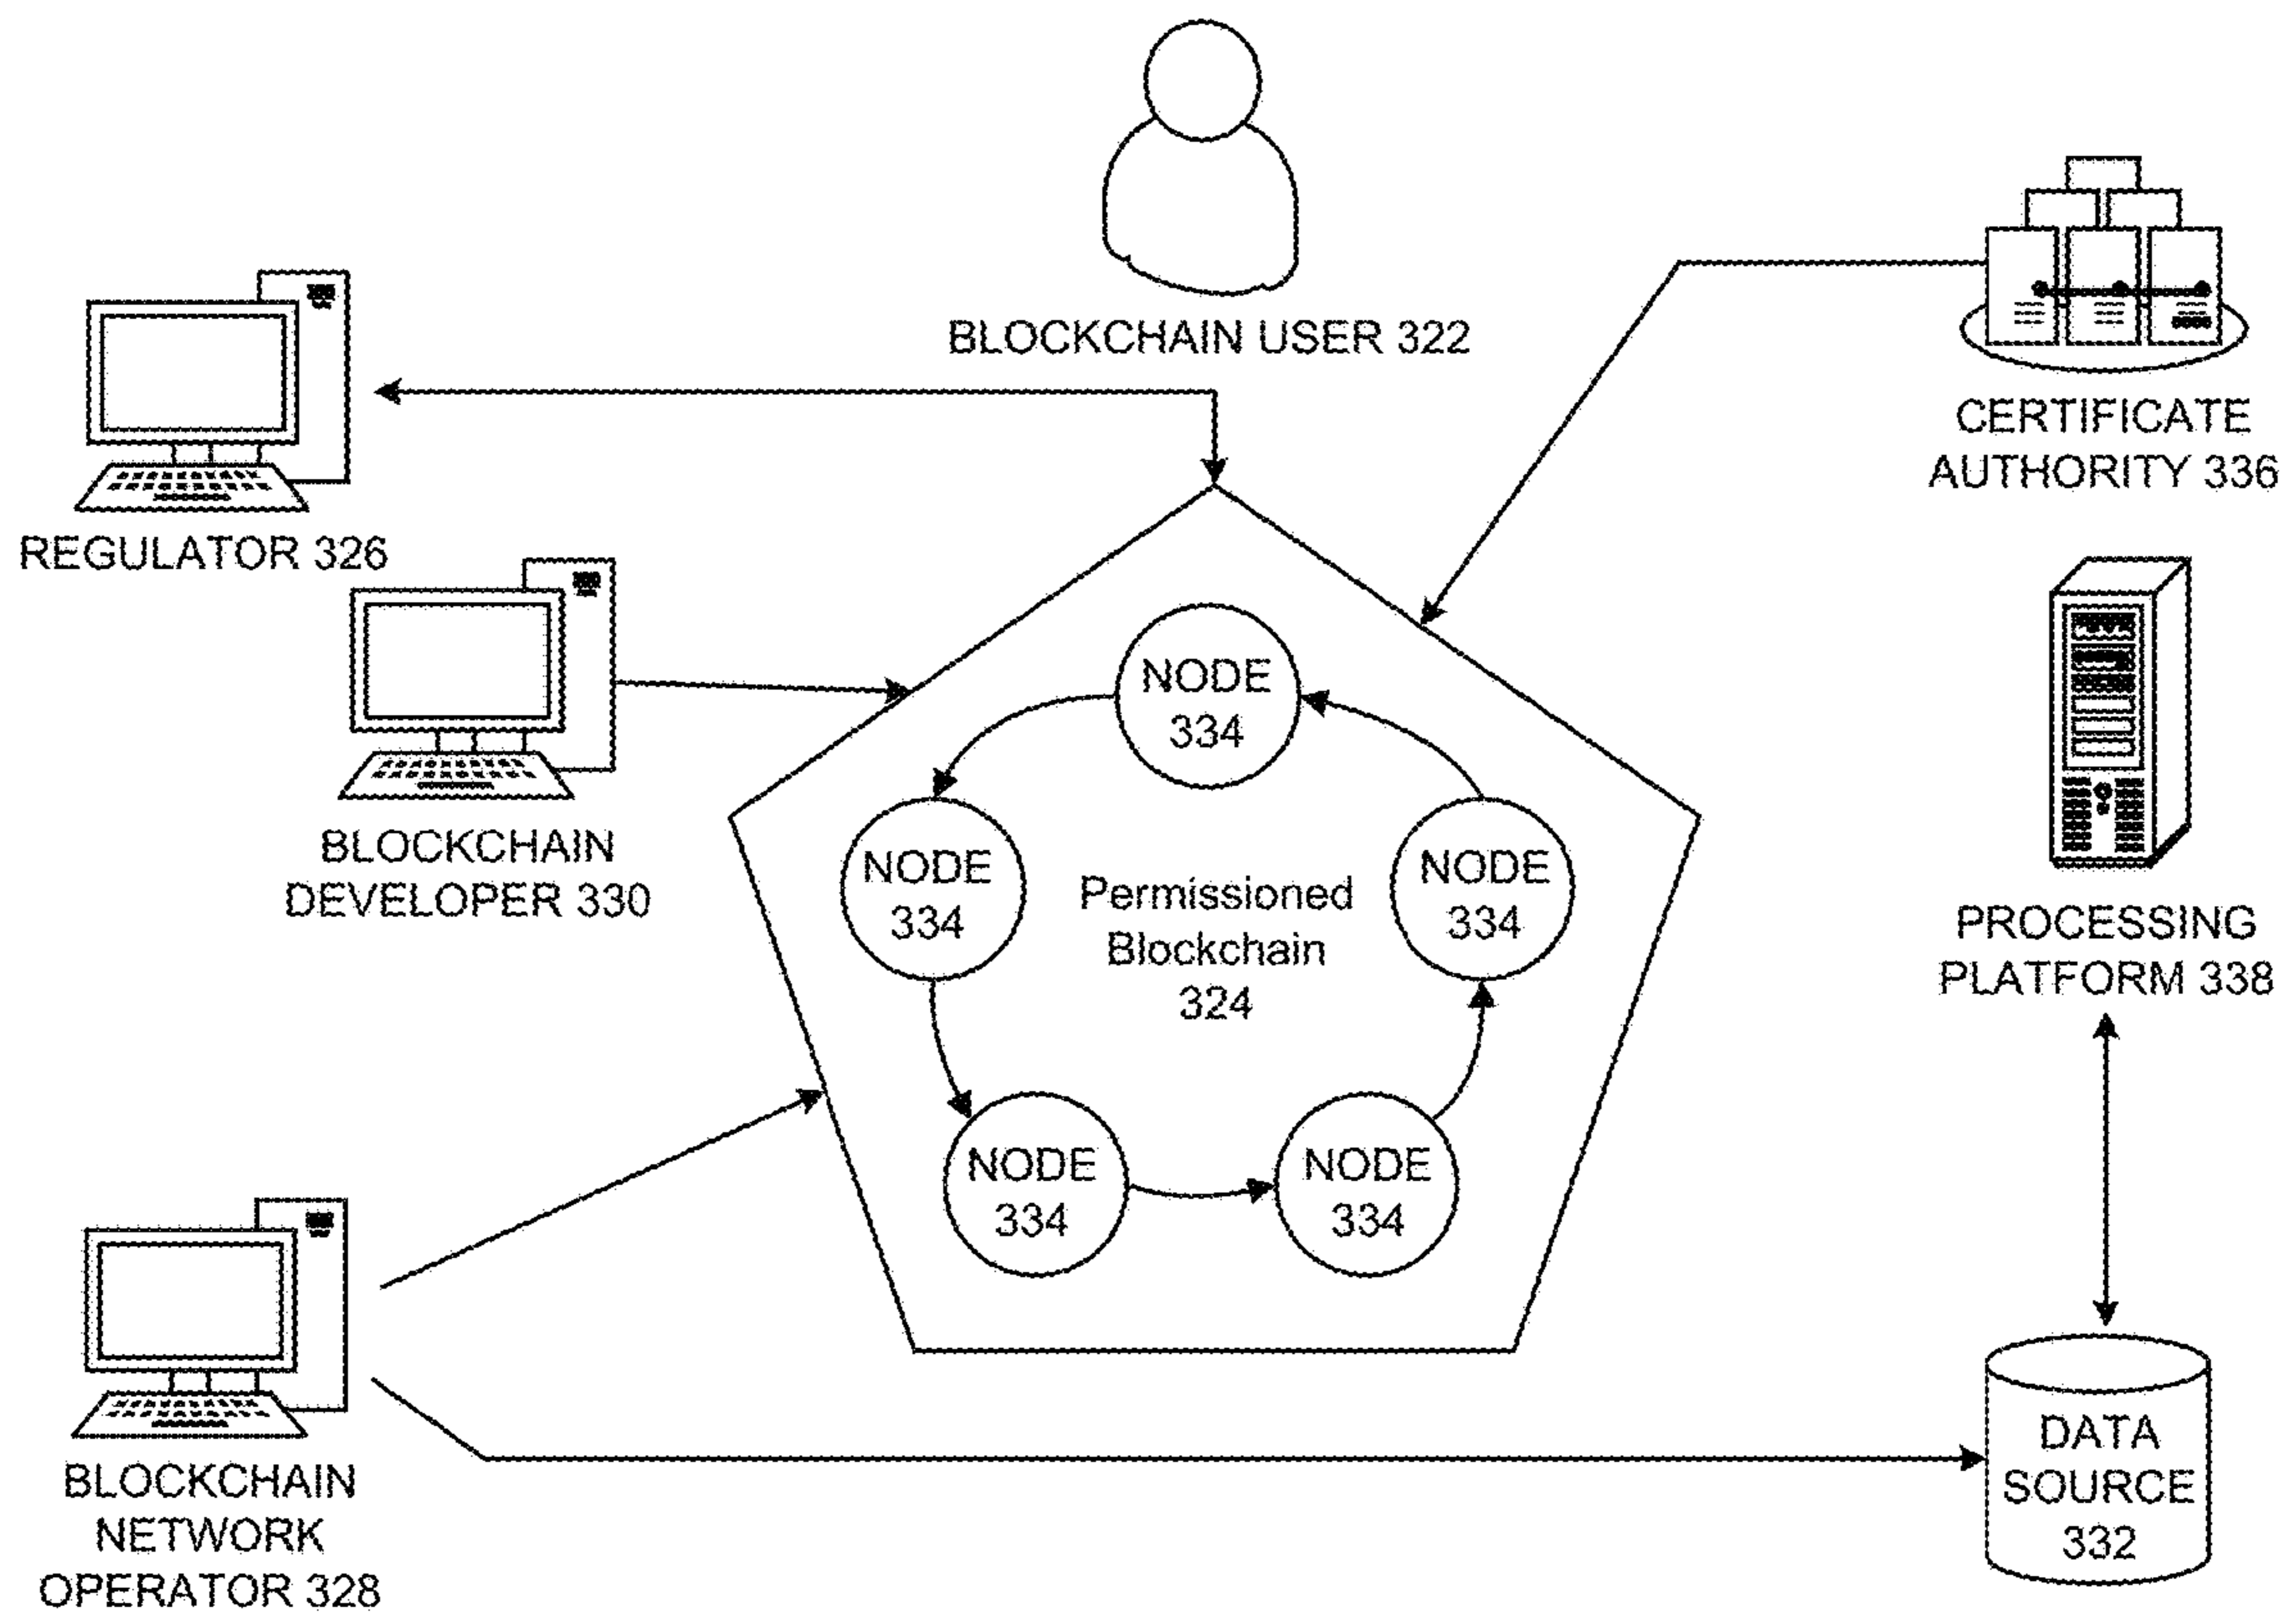 BLOCKCHAIN USER 322
CERTIFICATE
AUTHORITY 336
REGULATOR 326
BLOCKCHAIN
DEVELOPER 330
NODE
334
NODE
334
Permissioned
Blockchain
324
NODE
334
NODE
334
NODE
334
PROCESSING
PLATFORM 338
BLOCKCHAIN
NETWORK
OPERATOR 328
DATA
SOURCE
332